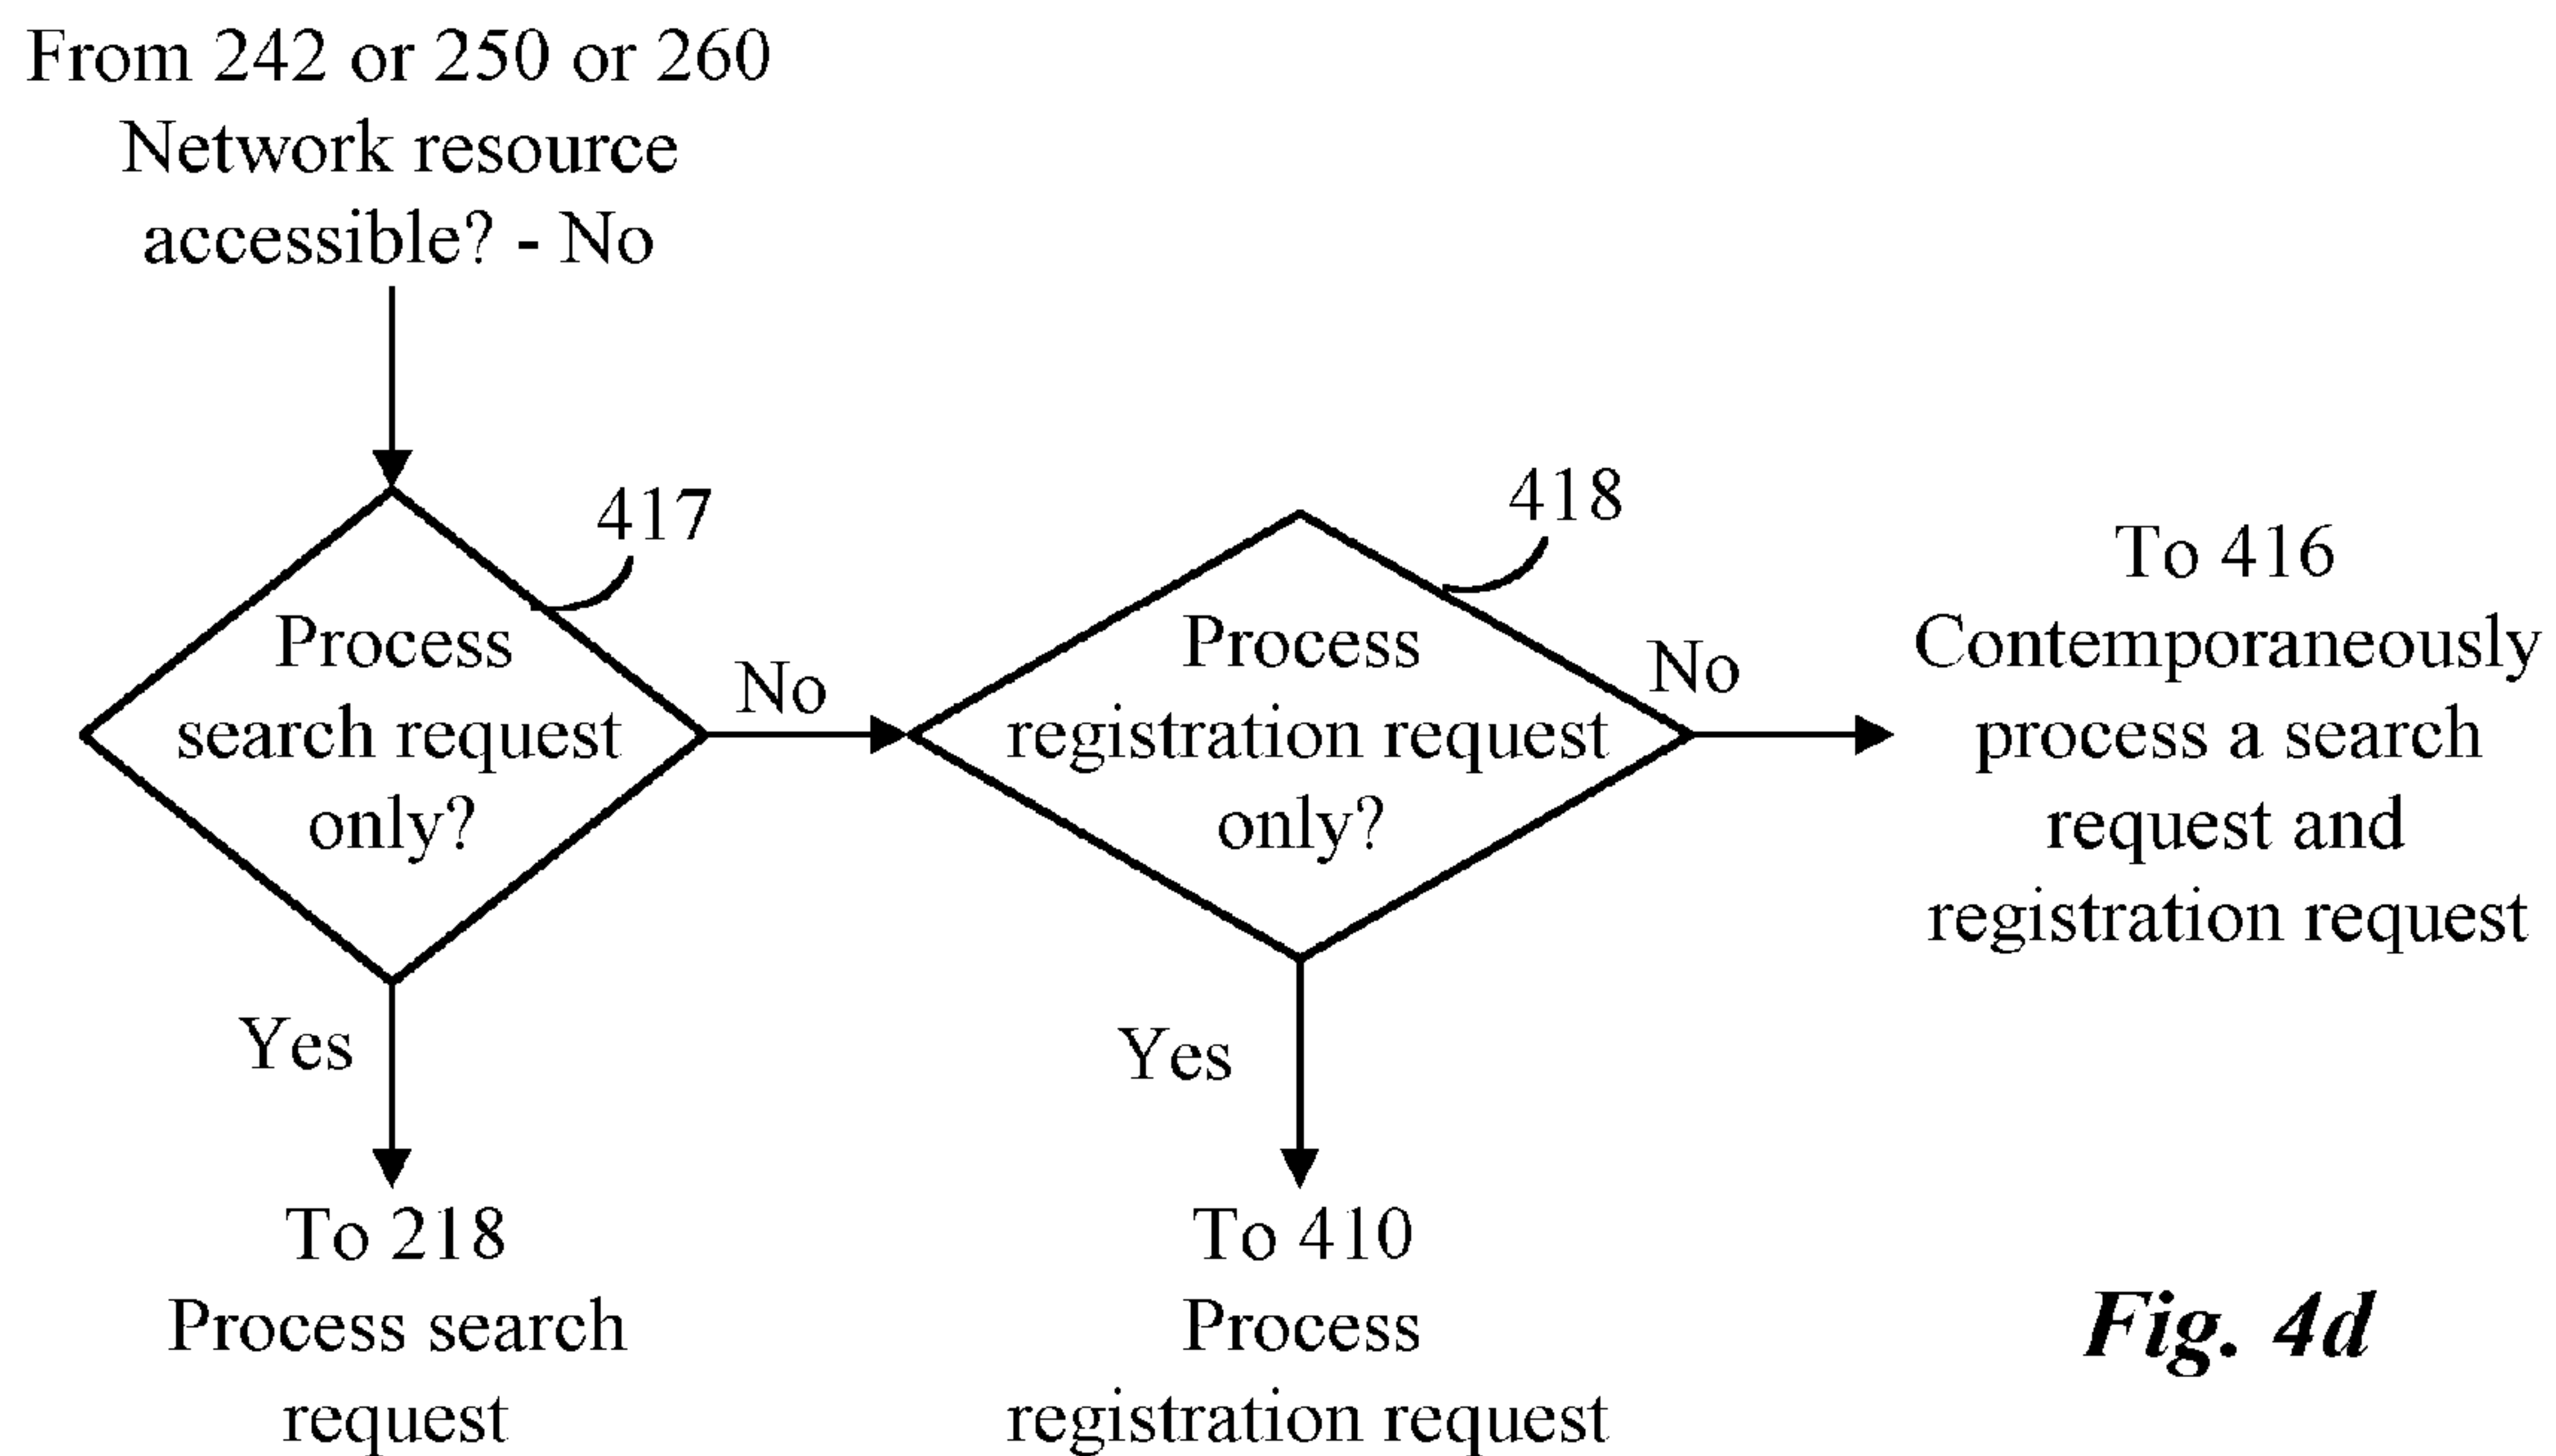 From 242 or 250 or 260
Network resource
accessible? - No
417
Process
search request
only?
No
Yes
To 218
Process search
request
418
Process
registration request
only?
No
Yes
To 410
Process
registration request
To 416
Contemporaneously
process a search
request and
registration request
Fig. 4d